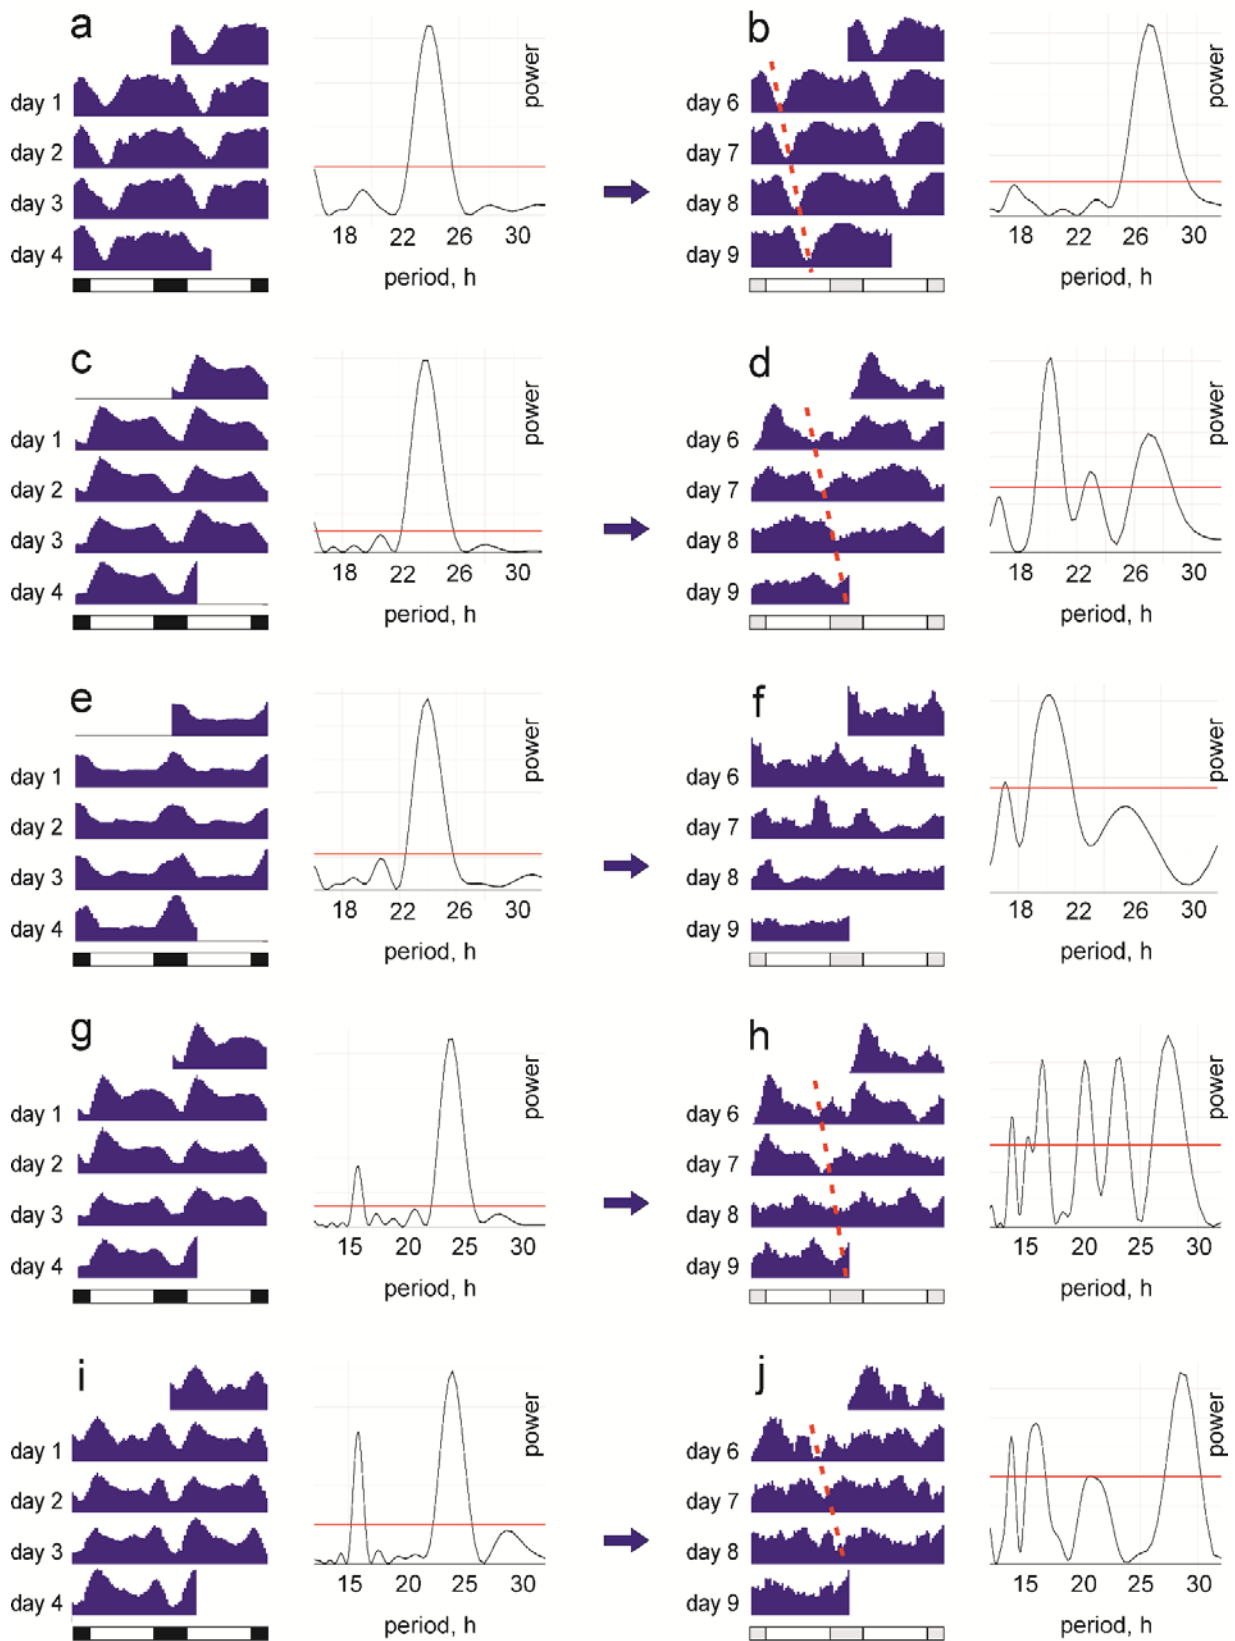 a
power
b
power
day 1
day 2
day 3
day 4
day 6
day 7
day 8
day 9
18 22 26 30
period, h
18 22 26 30
period, h
c
power
d
power
day 1
day 2
day 3
day 4
day 6
day 7
day 8
day 9
18 22 26 30
period, h
18 22 26 30
period, h
e
power
f
power
day 1
day 2
day 3
day 4
day 6
day 7
day 8
day 9
18 22 26 30
period, h
18 22 26 30
period, h
g
power
h
power
day 1
day 2
day 3
day 4
day 6
day 7
day 8
day 9
15 20 25 30
period, h
15 20 25 30
period, h
i
power
j
power
day 1
day 2
day 3
day 4
day 6
day 7
day 8
day 9
15 20 25 30
period, h
15 20 25 30
period, h